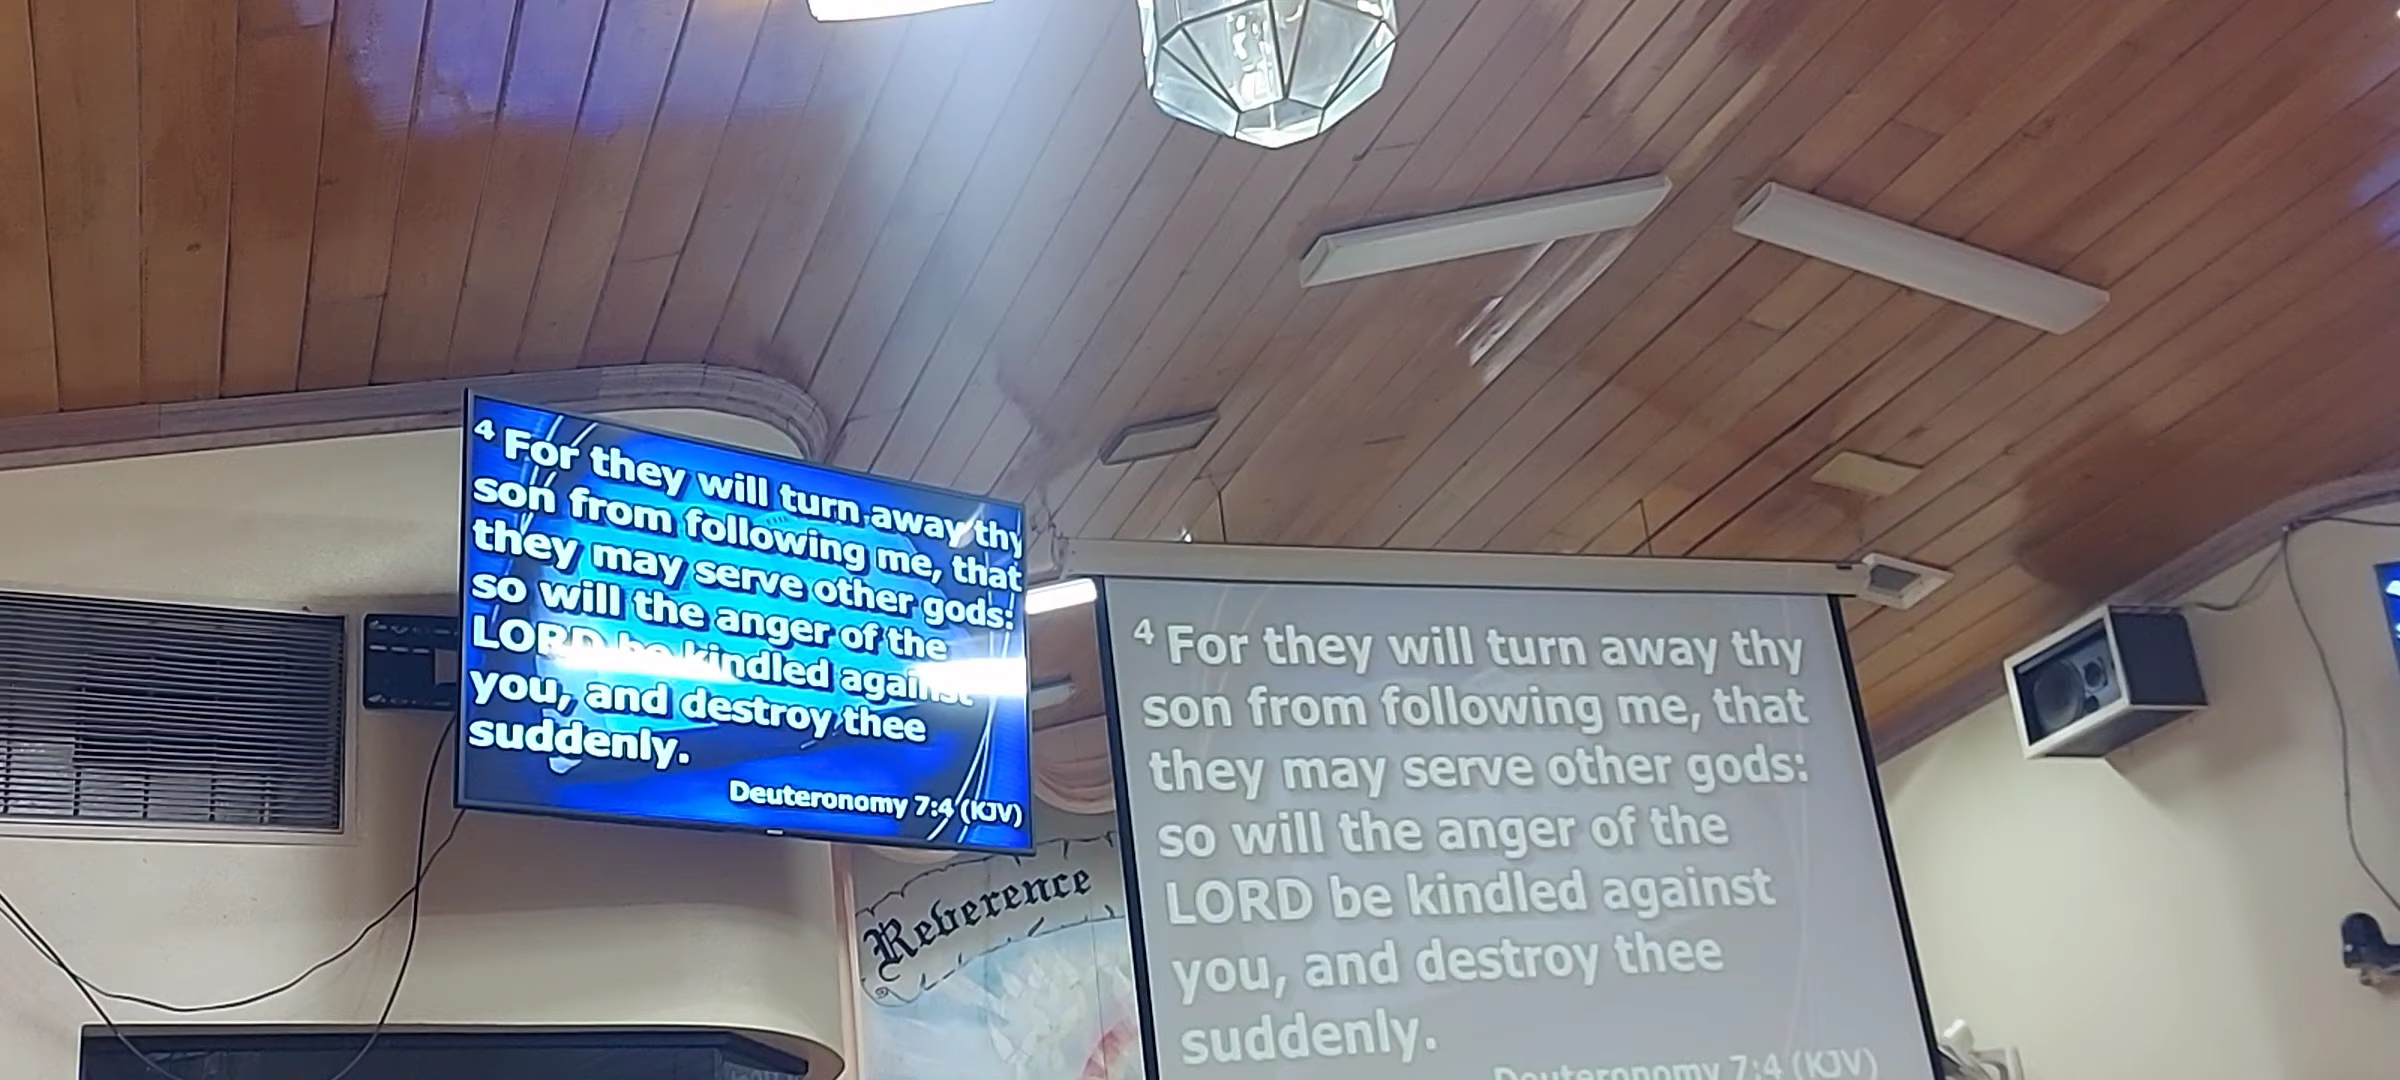 4 For they will turn away thy
son from following me, that
they may serve other gods:
so will the anger of the
LORD be kindled against
you, and destroy thee
suddenly.
Deuteronomy 7:4 (KJV)
Reverence
4 For they will turn away thy
son from following me, that
they may serve other gods:
so will the anger of the
LORD be kindled against
you, and destroy thee
suddenly.
Deuteronomy 7:4 (KJV)